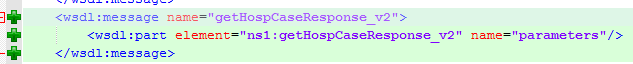 </wsdl:message>
<wsdl:message name="getHospCaseResponse_v2">
<wsdl:part element="ns1:getHospCaseResponse_v2" name="parameters"/>
</wsdl:message>